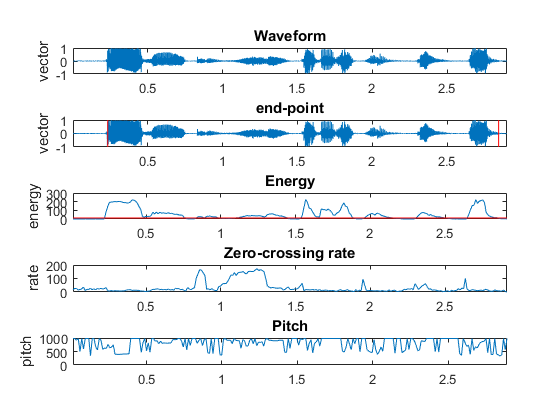 Waveform
1
0
-1
vector
0.5 1 1.5 2 2.5
end-point
1
0
-1
vector
0.5 1 1.5 2 2.5
Energy
300
200
100
0
energy
0.5 1 1.5 2 2.5
Zero-crossing rate
200
100
0
rate
0.5 1 1.5 2 2.5
Pitch
1000
500
0
pitch
0.5 1 1.5 2 2.5